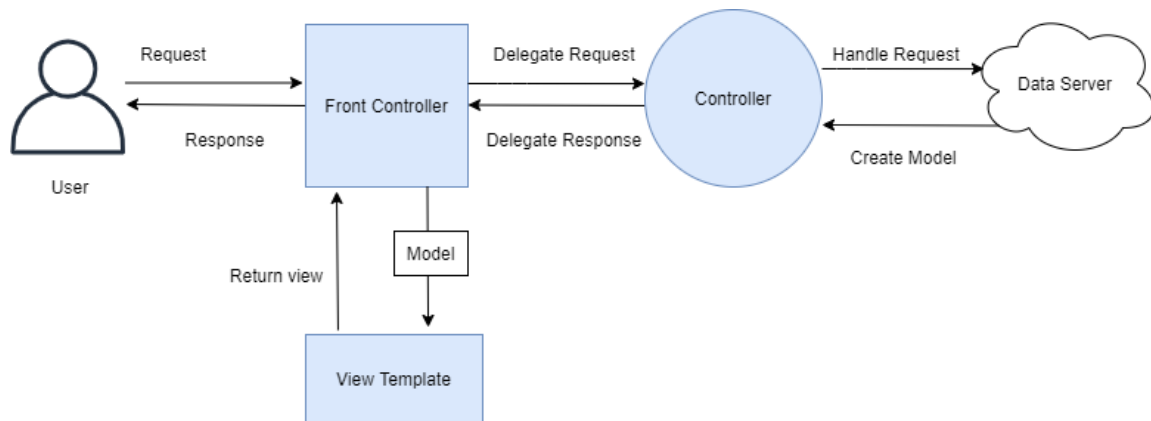 Request
Delegate Request
Handle Request
Front Controller
Controller
Data Server
Response
Delegate Response
Create Model
User
Return view
Model
View Template